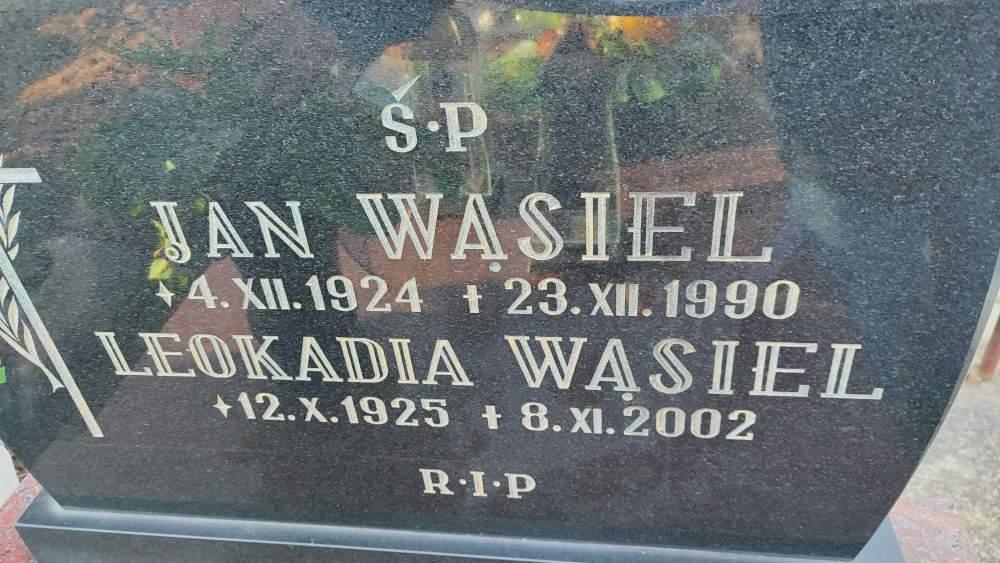 Ś·P
JAN WĄSIEL
4.XII.1924 † 23.XII.1990
LEOKADIA WĄSIEL
12.X.1925 † 8.XI.2002
R·I·P